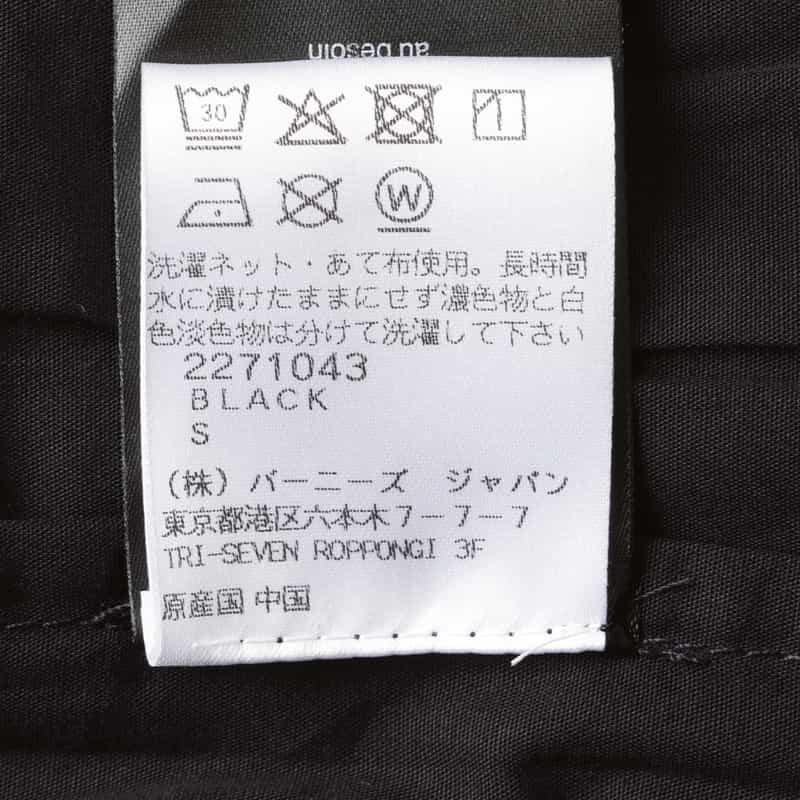 au besoin
30
洗濯ネット・あて布使用。長時間
水に漬けたままにせず濃色物と白
色淡色物は分けて洗濯して下さい
2271043
BLACK
S
(株) バーニーズ ジャパン
東京都港区六本木7-7-7
TRI-SEVEN ROPPONGI 3F
原産国 中国